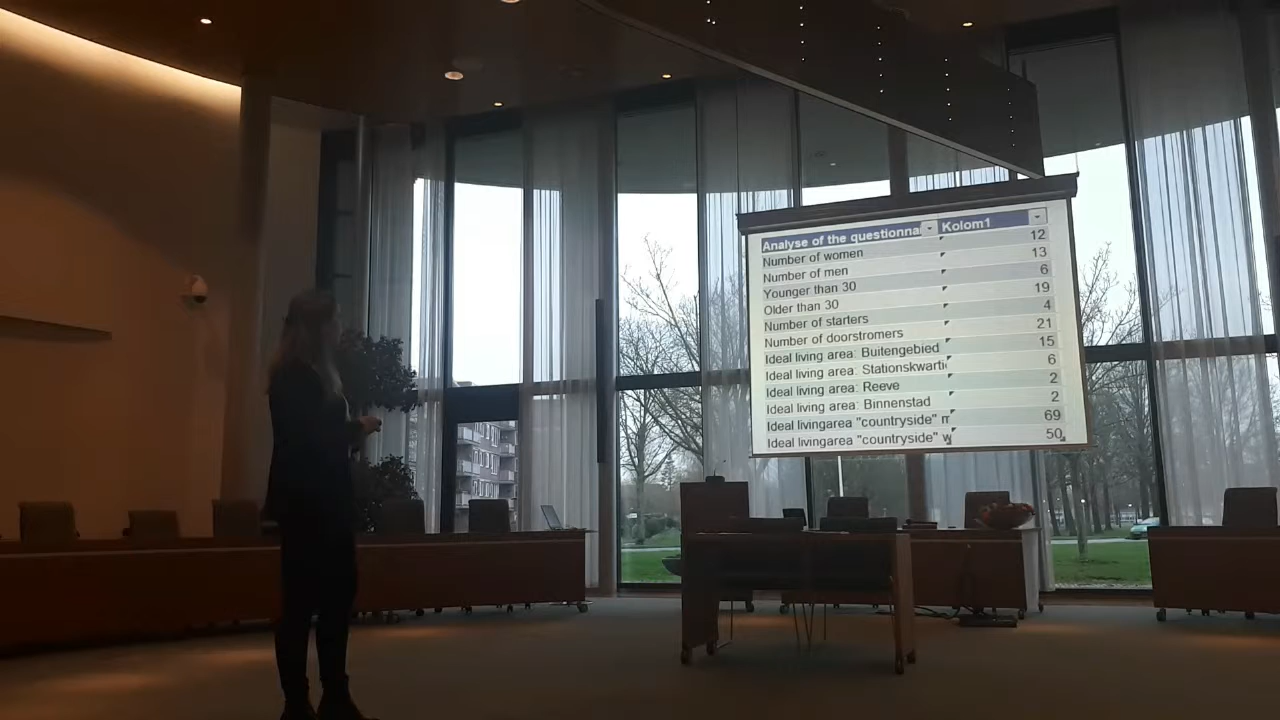 Analyse of the questionna Kolom1
Number of women 12
Number of men 13
Younger than 30 6
Older than 30 19
Number of starters 4
Number of doorstromers 21
Ideal living area: Buitengebied 15
Ideal living area: Stationskwarti 6
Ideal living area: Reeve 2
Ideal living area: Binnenstad 2
Ideal livingarea "countryside" m 69
Ideal livingarea "countryside" w 50